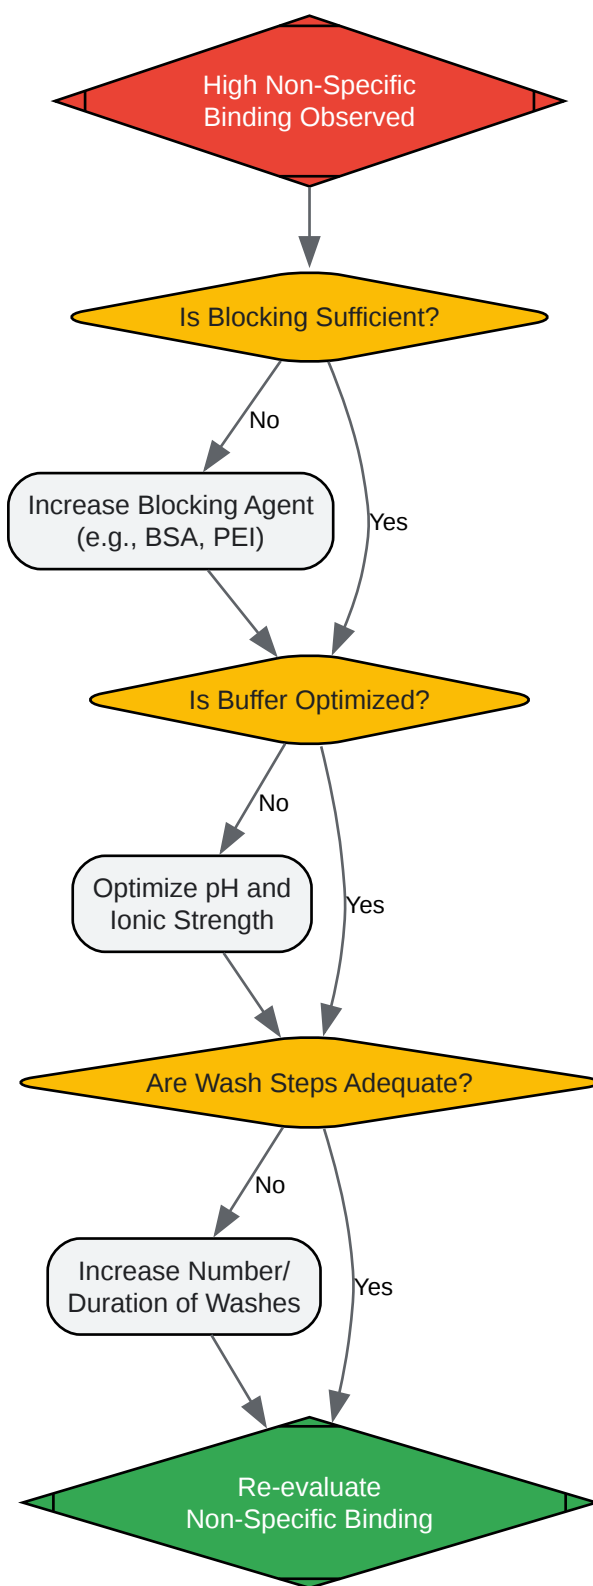 High Non-Specific
Binding Observed
Is Blocking Sufficient?
No
Increase Blocking Agent
(e.g., BSA, PEI)
Yes
Is Buffer Optimized?
No
Optimize pH and
Ionic Strength
Yes
Are Wash Steps Adequate?
No
Increase Number/
Duration of Washes
Yes
Re-evaluate
Non-Specific Binding